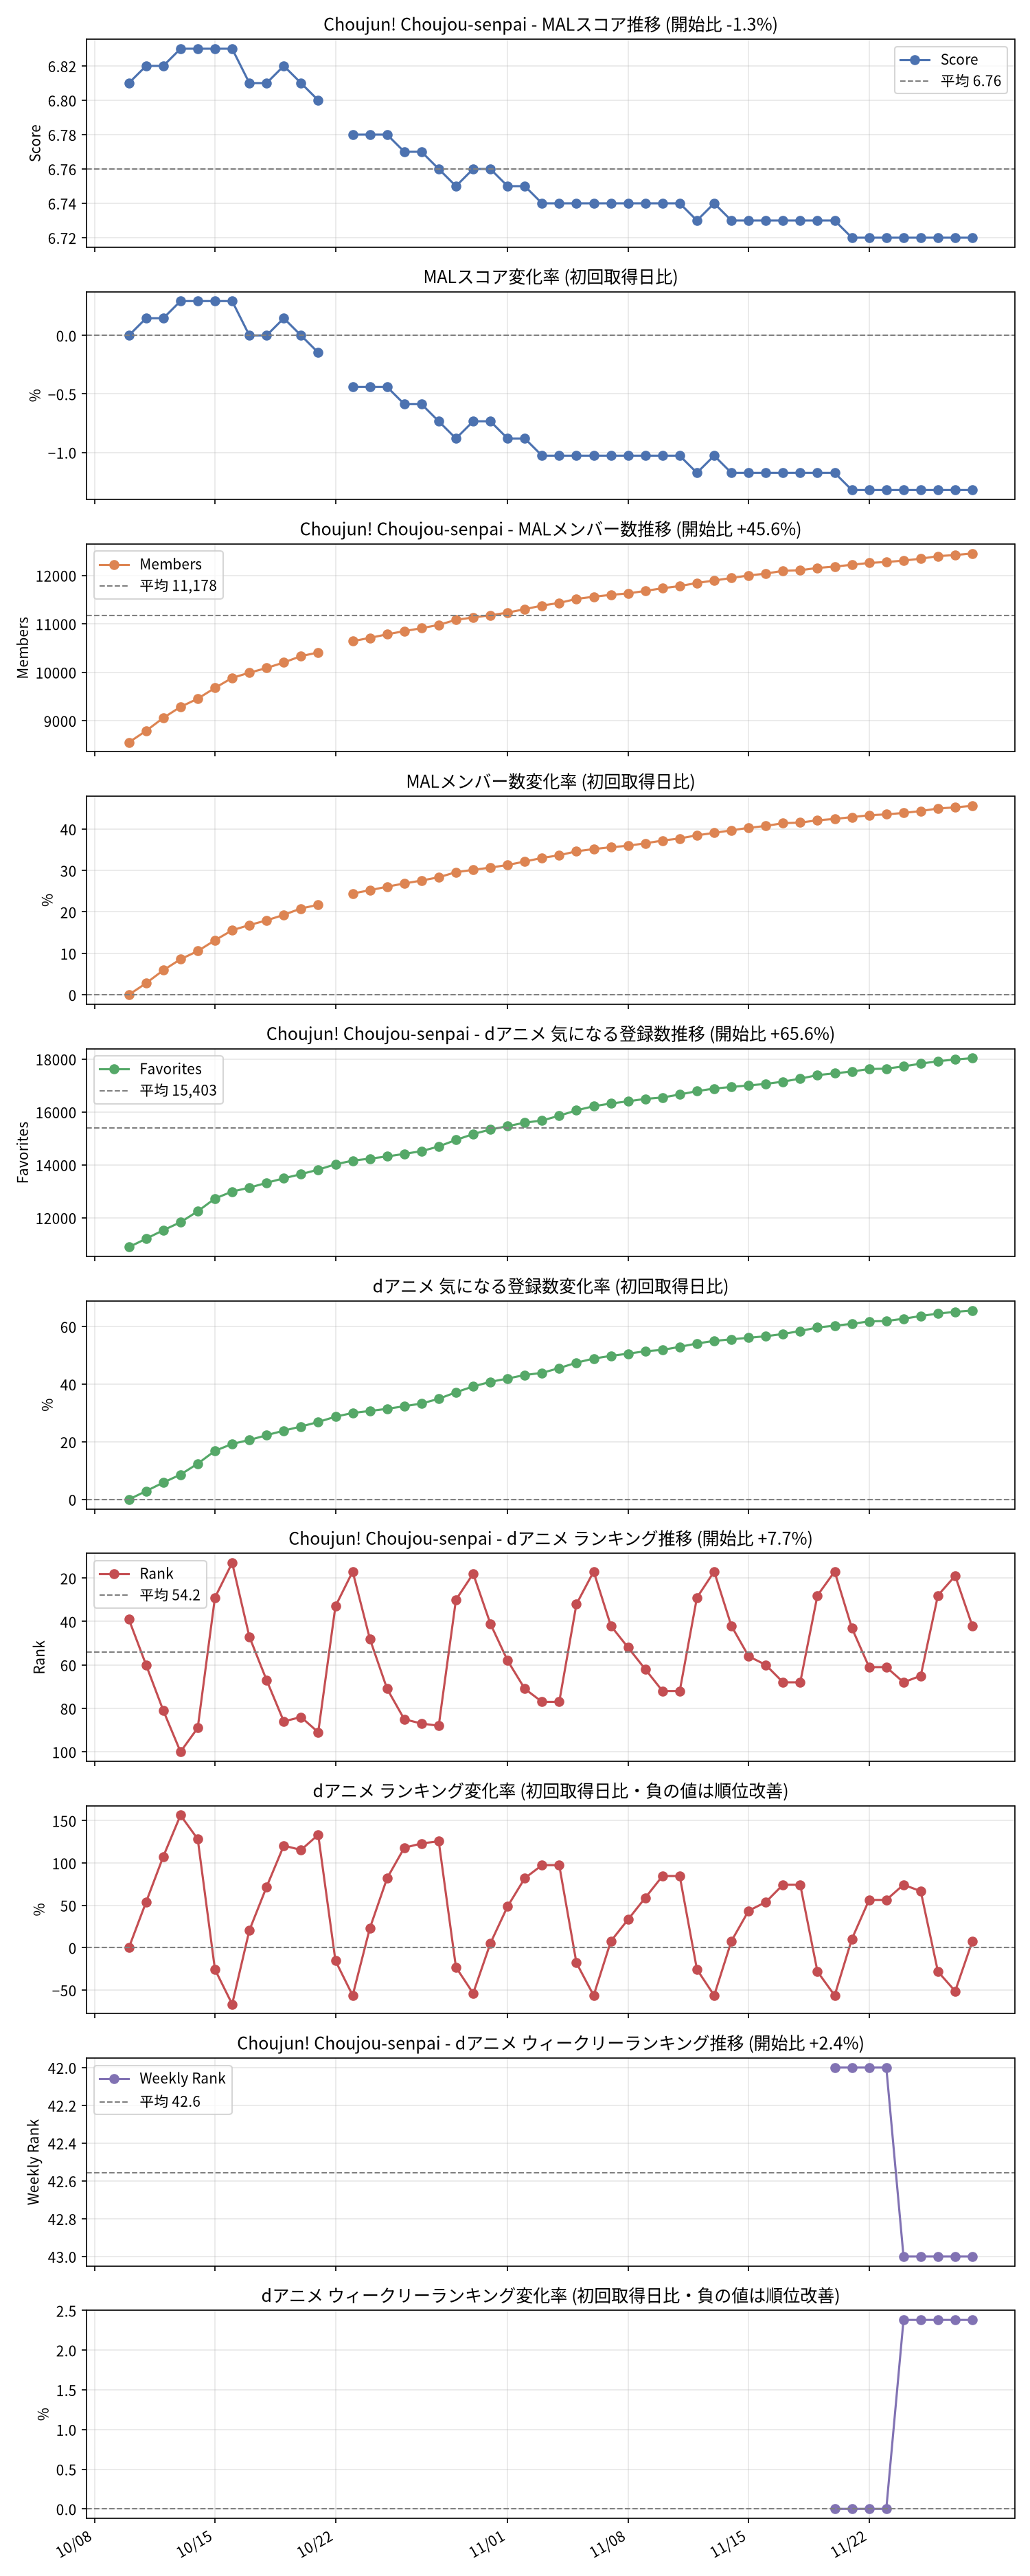 Choujun! Choujou-senpai - MALスコア推移 (開始比 -1.3%)
Score
6.82
6.80
6.78
6.76
6.74
6.72
Score
平均 6.76
MALスコア変化率 (初回取得日比)
%
0.0
−0.5
−1.0
Choujun! Choujou-senpai - MALメンバー数推移 (開始比 +45.6%)
Members
12000
11000
10000
9000
Members
平均 11,178
MALメンバー数変化率 (初回取得日比)
%
40
30
20
10
0
Choujun! Choujou-senpai - dアニメ 気になる登録数推移 (開始比 +65.6%)
Favorites
18000
16000
14000
12000
Favorites
平均 15,403
dアニメ 気になる登録数変化率 (初回取得日比)
%
60
40
20
0
Choujun! Choujou-senpai - dアニメ ランキング推移 (開始比 +7.7%)
Rank
20
40
60
80
100
Rank
平均 54.2
dアニメ ランキング変化率 (初回取得日比・負の値は順位改善)
%
150
100
50
0
−50
Choujun! Choujou-senpai - dアニメ ウィークリーランキング推移 (開始比 +2.4%)
Weekly Rank
42.0
42.2
42.4
42.6
42.8
43.0
Weekly Rank
平均 42.6
dアニメ ウィークリーランキング変化率 (初回取得日比・負の値は順位改善)
%
2.5
2.0
1.5
1.0
0.5
0.0
10/08
10/15
10/22
11/01
11/08
11/15
11/22